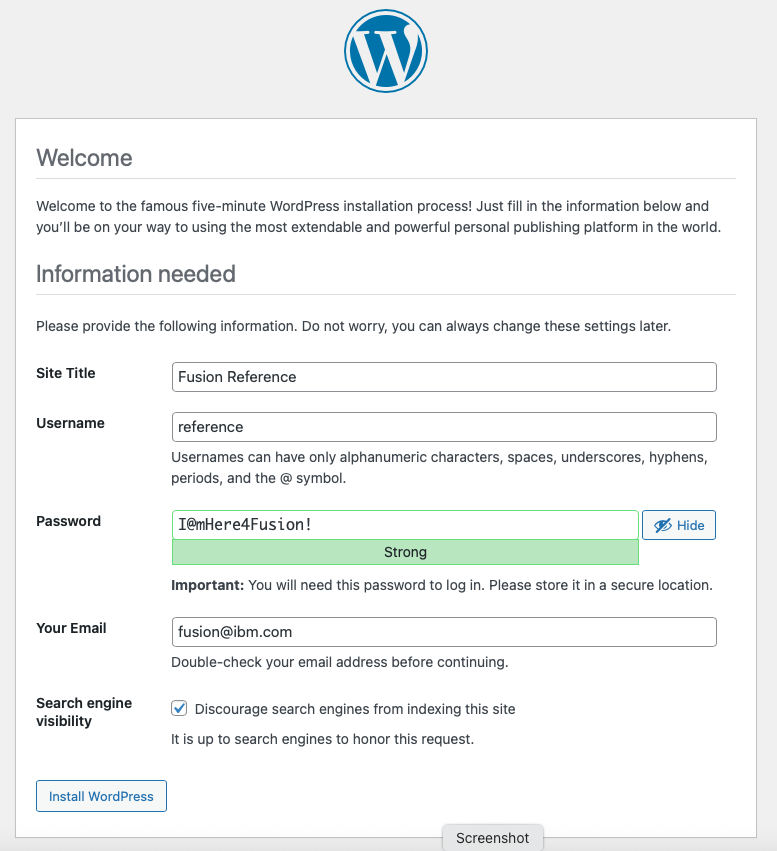 Welcome
Welcome to the famous five-minute WordPress installation process! Just fill in the information below and
you’ll be on your way to using the most extendable and powerful personal publishing platform in the world.
Information needed
Please provide the following information. Do not worry, you can always change these settings later.
Site Title
Fusion Reference
Username
reference
Usernames can have only alphanumeric characters, spaces, underscores, hyphens,
periods, and the @ symbol.
Password
I@mHere4Fusion!
Hide
Strong
Important: You will need this password to log in. Please store it in a secure location.
Your Email
fusion@ibm.com
Double-check your email address before continuing.
Search engine
visibility
Discourage search engines from indexing this site
It is up to search engines to honor this request.
Install WordPress
Screenshot